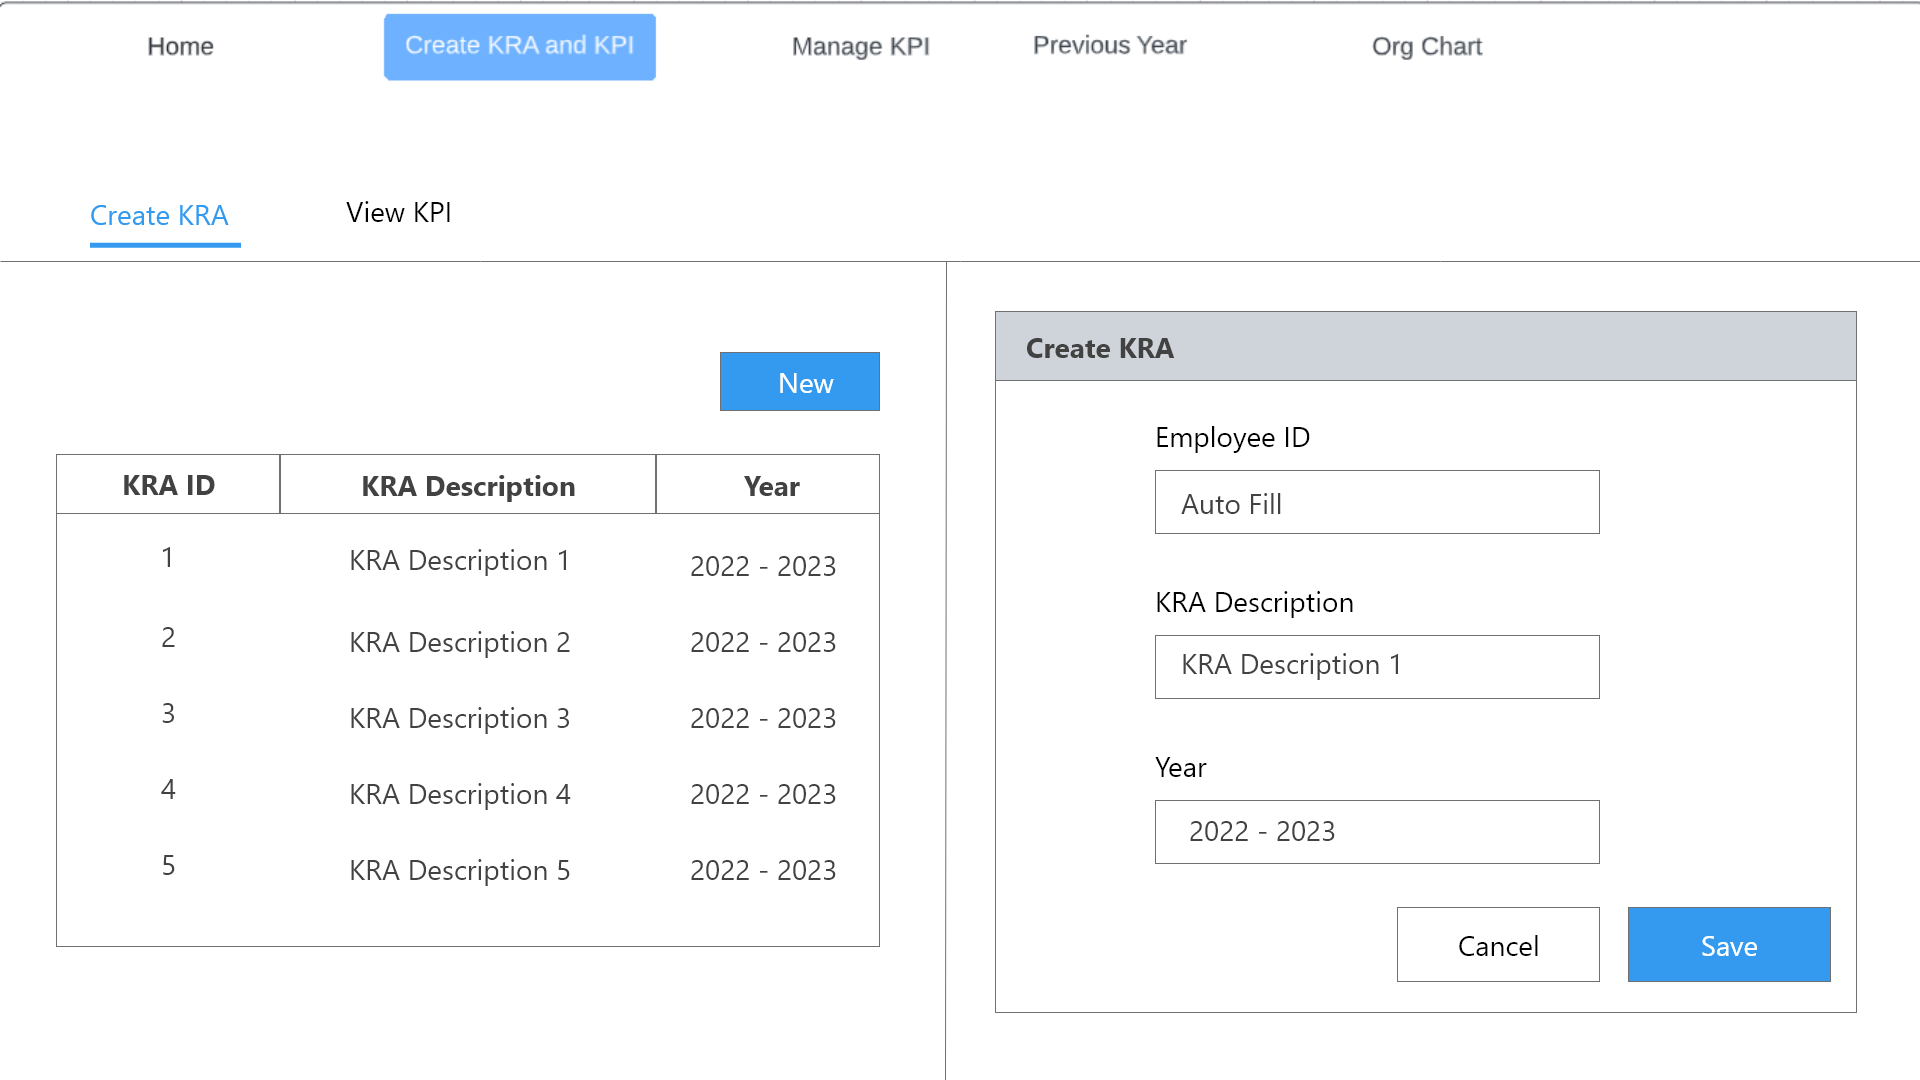 Home Create KRA and KPI Manage KPI Previous Year Org Chart
Create KRA View KPI
New
KRA ID KRA Description Year
1 KRA Description 1 2022 - 2023
2 KRA Description 2 2022 - 2023
3 KRA Description 3 2022 - 2023
4 KRA Description 4 2022 - 2023
5 KRA Description 5 2022 - 2023
Create KRA
Employee ID
Auto Fill
KRA Description
KRA Description 1
Year
2022 - 2023
Cancel Save